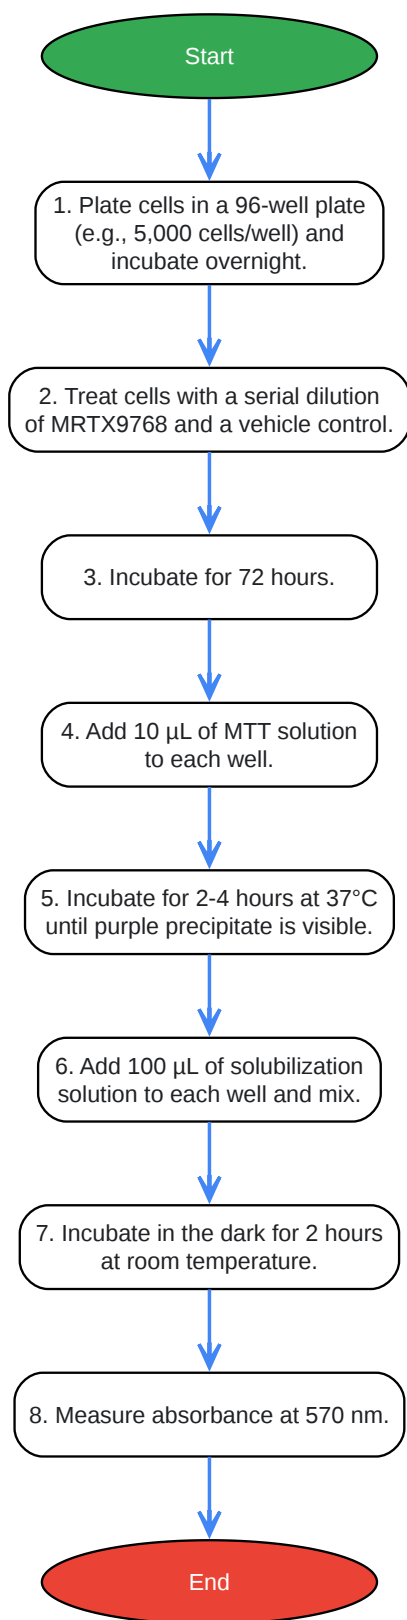 Start
1. Plate cells in a 96-well plate
(e.g., 5,000 cells/well) and
incubate overnight.
2. Treat cells with a serial dilution
of MRTX9768 and a vehicle control.
3. Incubate for 72 hours.
4. Add 10 µL of MTT solution
to each well.
5. Incubate for 2-4 hours at 37°C
until purple precipitate is visible.
6. Add 100 µL of solubilization
solution to each well and mix.
7. Incubate in the dark for 2 hours
at room temperature.
8. Measure absorbance at 570 nm.
End